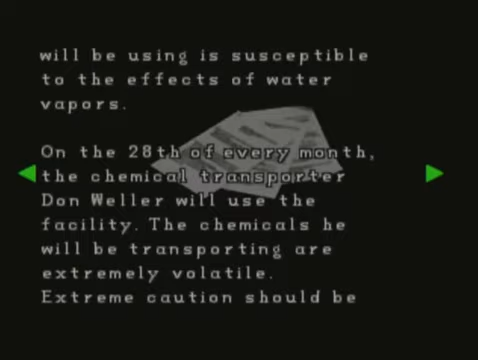 will be using is susceptible
to the effects of water
vapors.
On the 28th of every month,
the chemical transporter
Don Weller will use the
facility. The chemicals he
will be transporting are
extremely volatile.
Extreme caution should be